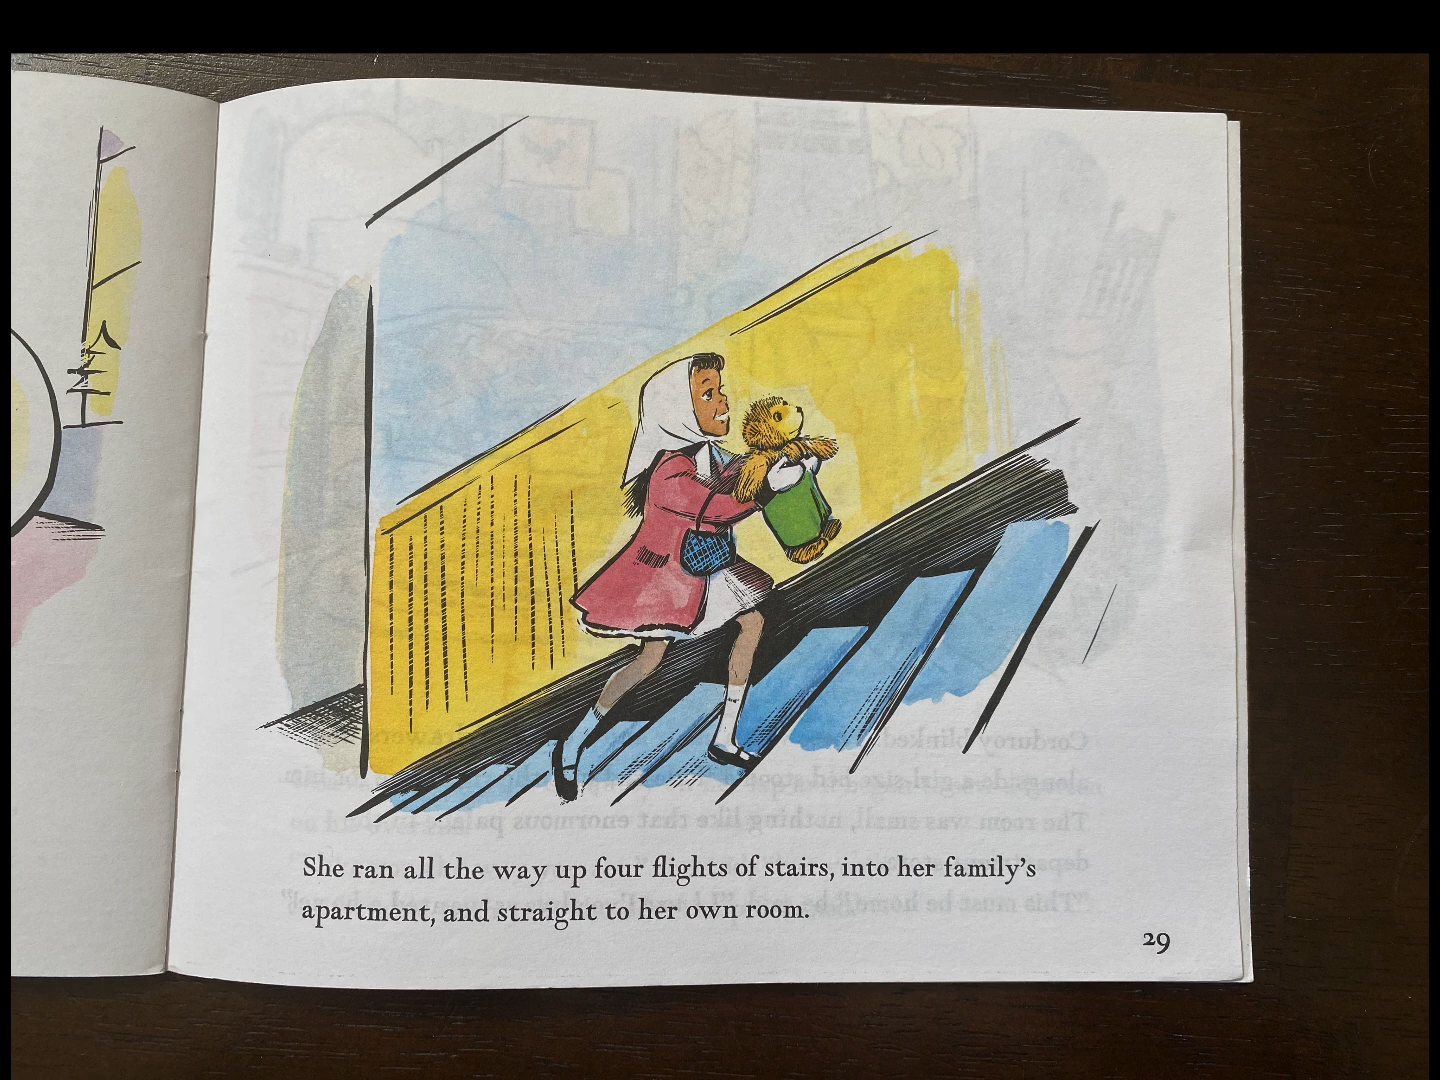 She ran all the way up four flights of stairs, into her family's
apartment, and straight to her own room.
29